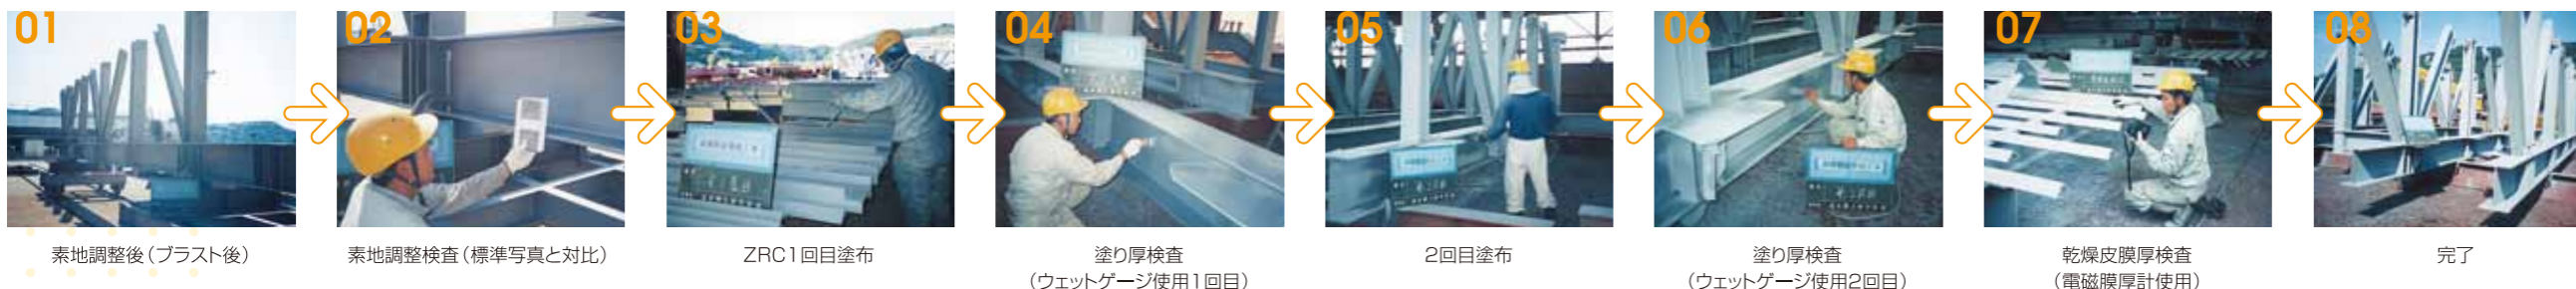 01
素地調整後(ブラスト後)
02
素地調整検査(標準写真と対比)
03
ZRC1回目塗布
04
塗り厚検査
(ウェットゲージ使用1回目)
05
2回目塗布
06
塗り厚検査
(ウェットゲージ使用2回目)
07
乾燥皮膜厚検査
(電磁膜厚計使用)
08
完了